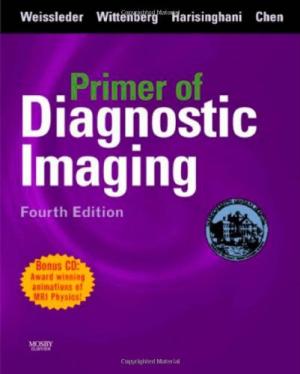 Weissleder Wittenberg Harisinghani Chen
Primer of
Diagnostic
Imaging
Fourth Edition
Bonus CD:
Award winning
animations of
MRI Physics!
MOSBY
ELSEVIER